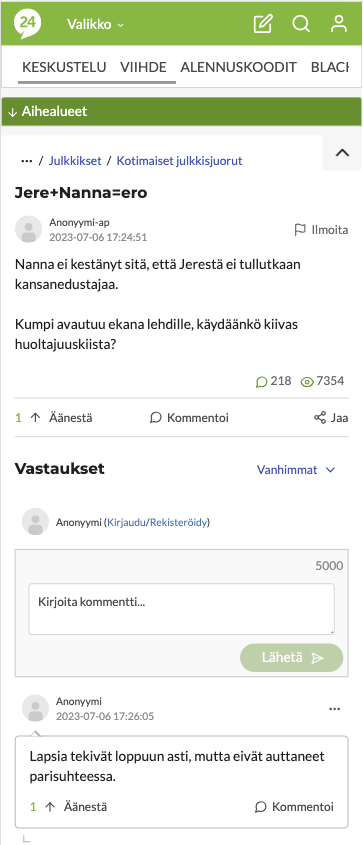 24
Valikko
KESKUSTELU VIIHDE ALENNUSKOODIT BLACK
Aihealueet
... / Julkkikset / Kotimaiset julkkisjuorut
Jere+Nanna=ero
Anonyymi-ap
2023-07-06 17:24:51
Ilmoita
Nanna ei kestänyt sitä, että Jerestä ei tullutkaan
kansanedustajaa.
Kumpi avautuu ekana lehdille, käydäänkö kiivas
huoltajuuskiista?
218 7354
1 Äänestä Kommentoi Jaa
Vastaukset Vanhimmat
Anonyymi (Kirjaudu/Rekisteröidy)
5000
Kirjoita kommentti...
Lähetä
Anonyymi
2023-07-06 17:26:05
...
Lapsia tekivät loppuun asti, mutta eivät auttaneet
parisuhteessa.
1 Äänestä Kommentoi